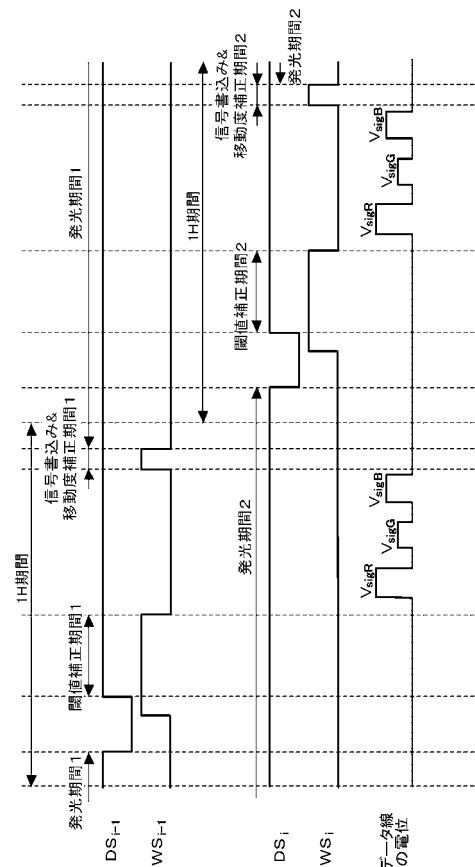 1H期間
発光期間1
閾値補正期間1
信号書込み&
移動度補正期間1
発光期間1
DSi-1
WSi-1
1H期間
発光期間2
閾値補正期間2
信号書込み&
移動度補正期間2
発光期間2
DSi
WSi
VsigR
VsigG
VsigB
VsigR
VsigG
VsigB
データ線
の電位